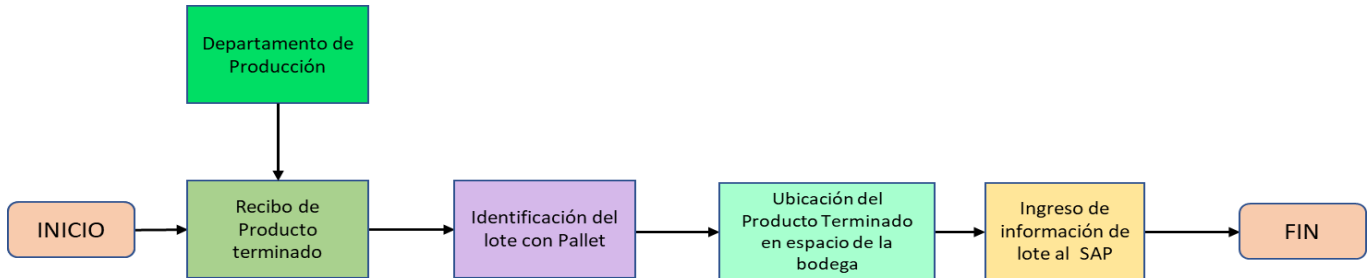 Departamento de
Producción
INICIO
Recibo de
Producto
terminado
Identificación del
lote con Pallet
Ubicación del
Producto Terminado
en espacio de la
bodega
Ingreso de
información de
lote al SAP
FIN